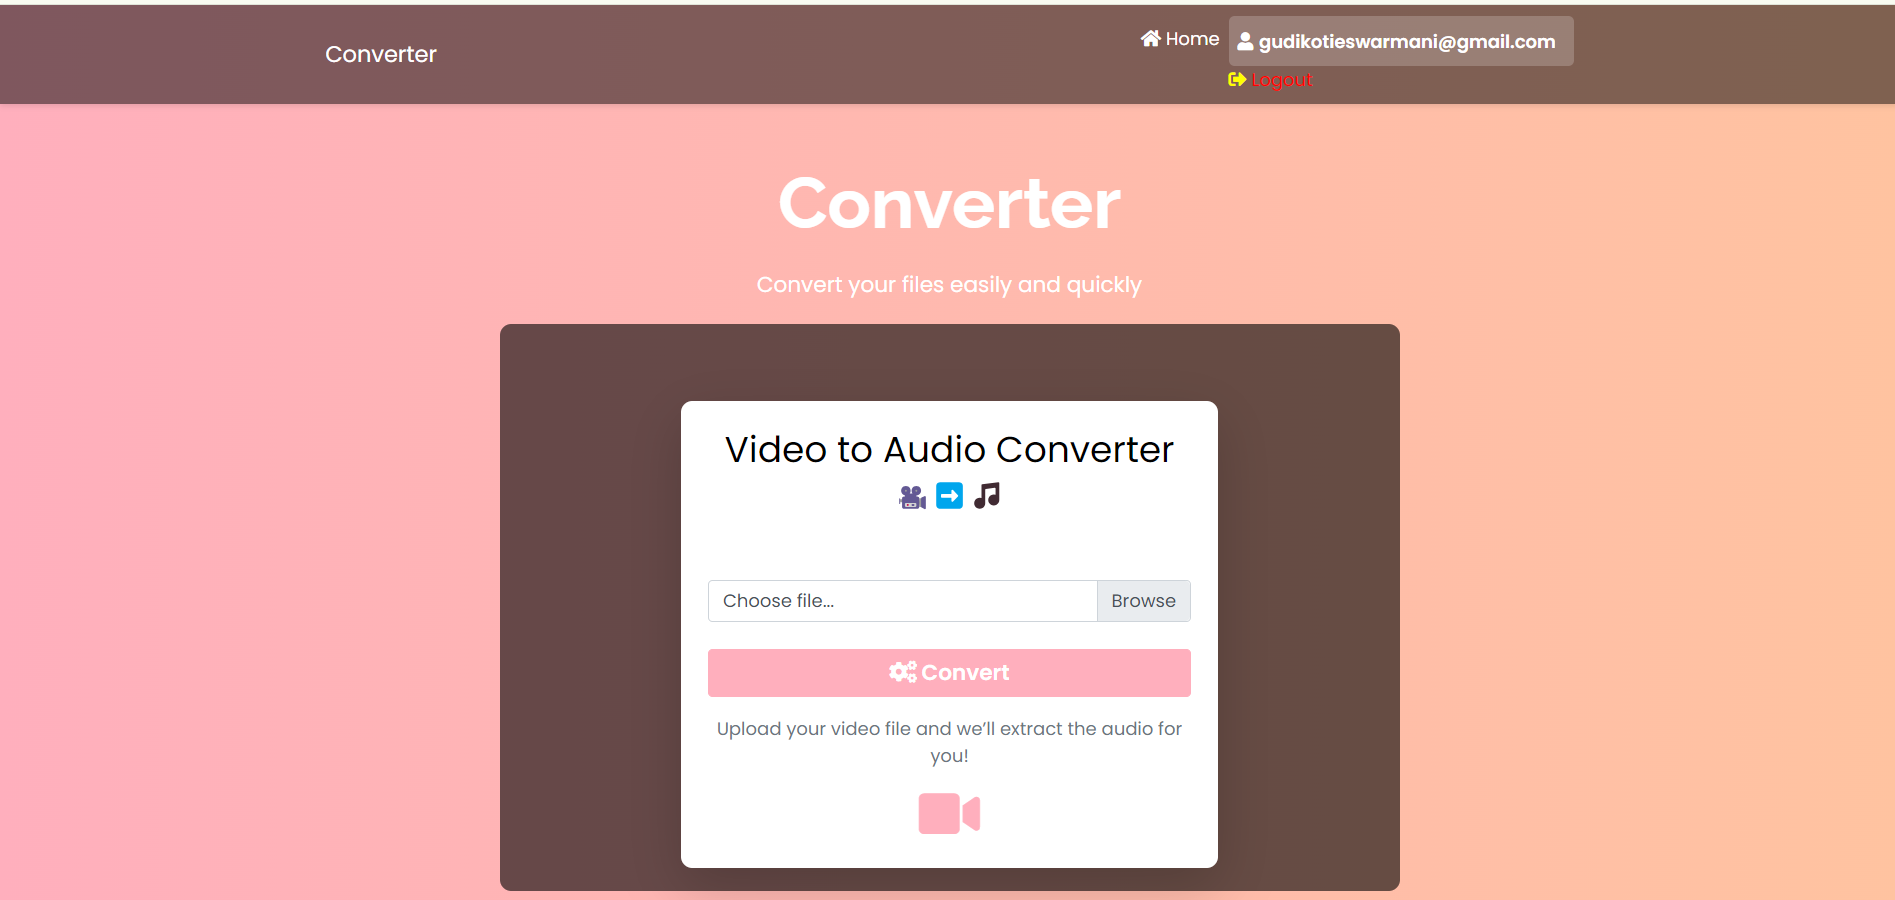 Converter
Home
gudikotieswarmani@gmail.com
Logout
Converter
Convert your files easily and quickly
Video to Audio Converter
Choose file...
Browse
Convert
Upload your video file and we’ll extract the audio for
you!